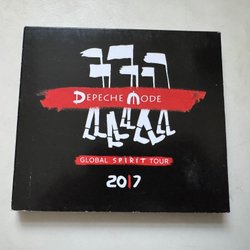 DEPECHE MODE
GLOBAL SPIRIT TOUR
2017